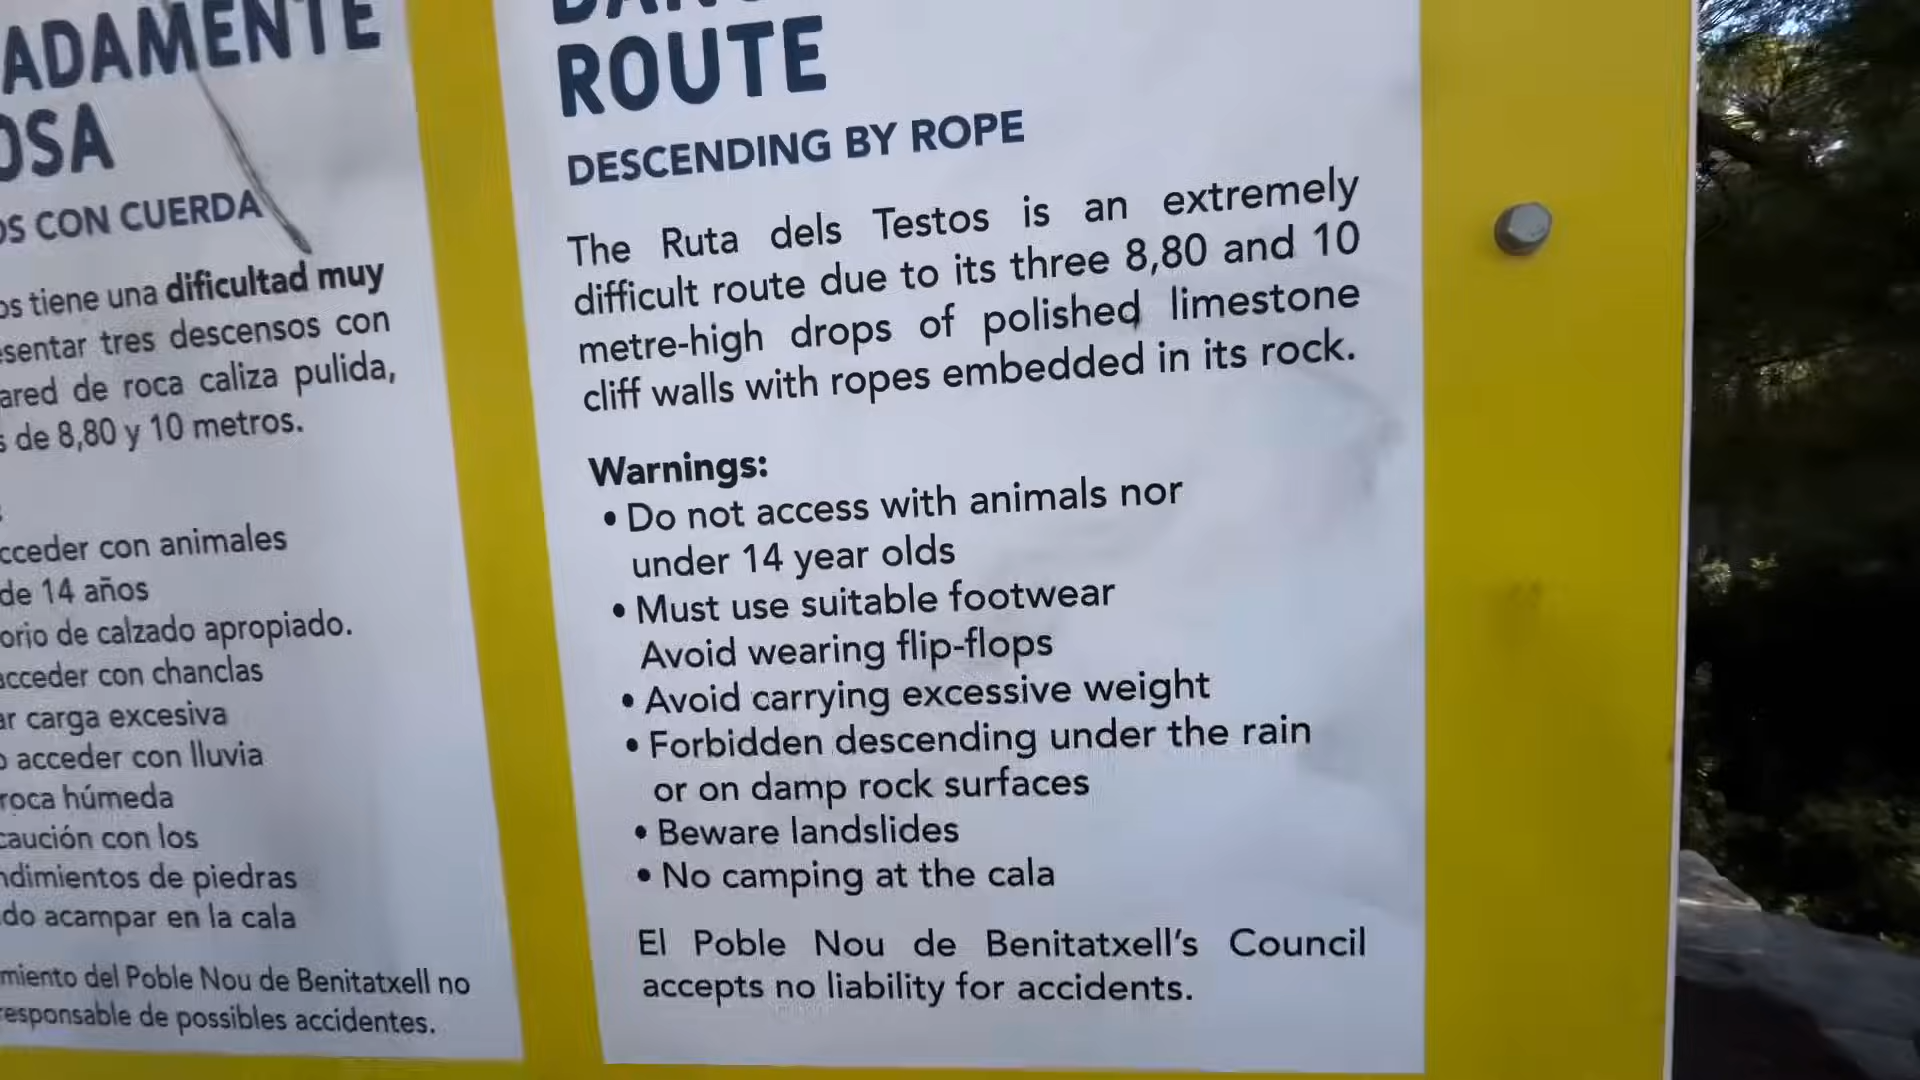 ADAMENTE
OSA
OS CON CUERDA
os tiene una dificultad muy
esentar tres descensos con
ared de roca caliza pulida,
s de 8,80 y 10 metros.
cceder con animales
de 14 años
orio de calzado apropiado.
acceder con chanclas
ar carga excesiva
o acceder con lluvia
roca húmeda
caución con los
ndimientos de piedras
do acampar en la cala
miento del Poble Nou de Benitatxell no
responsable de posibles accidentes.
ROUTE
DESCENDING BY ROPE
The Ruta dels Testos is an extremely
difficult route due to its three 8,80 and 10
metre-high drops of polished limestone
cliff walls with ropes embedded in its rock.
Warnings:
• Do not access with animals nor
under 14 year olds
• Must use suitable footwear
Avoid wearing flip-flops
• Avoid carrying excessive weight
• Forbidden descending under the rain
or on damp rock surfaces
• Beware landslides
• No camping at the cala
El Poble Nou de Benitatxell's Council
accepts no liability for accidents.